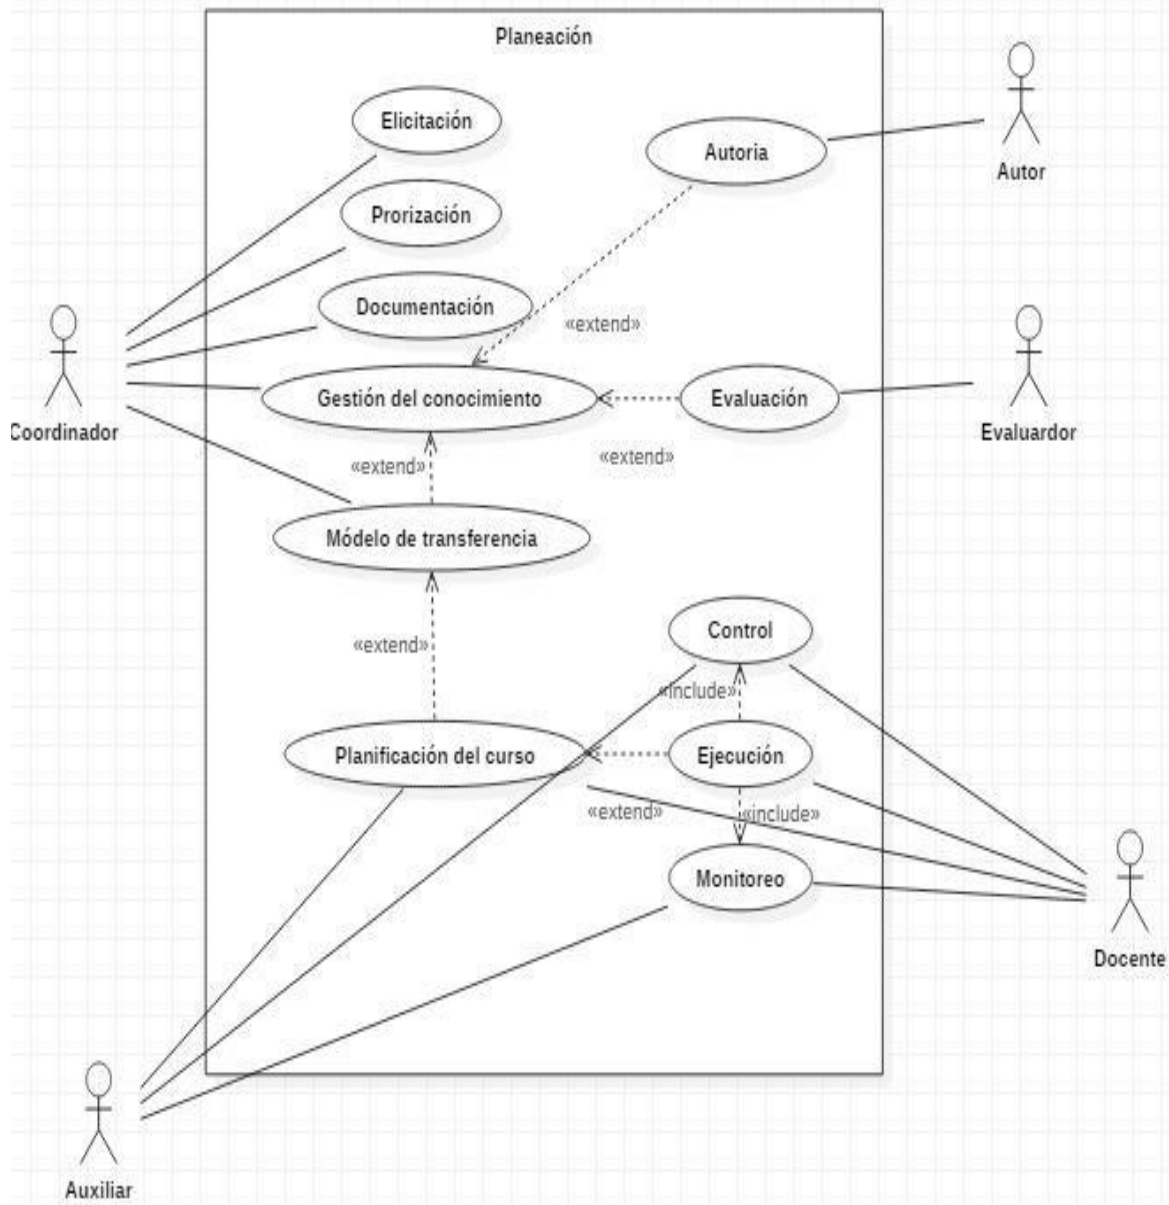 Planeación
Elicitación
Autoria
Autor
Prorización
Documentación
«extend»
Gestión del conocimiento
Evaluación
Coordinador
Evaluardor
«extend»
«extend»
Módelo de transferencia
Control
«extend»
«include»
Planificación del curso
Ejecución
«extend»
«include»
Monitoreo
Docente
Auxiliar